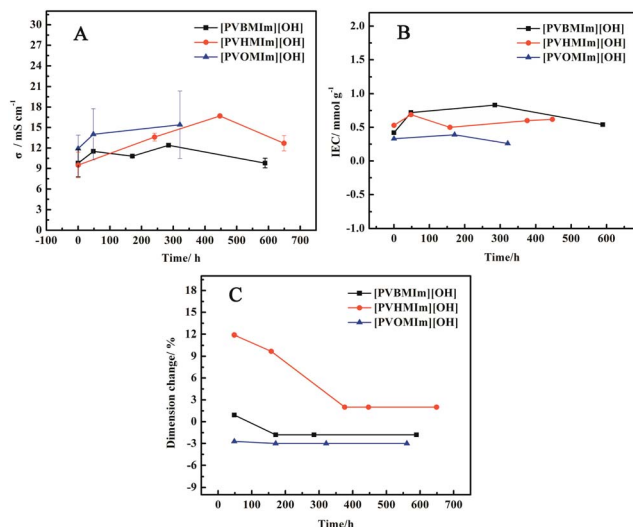 A
[PVBMIm][OH]
[PVHMIm][OH]
[PVOMIm][OH]
σ / mS cm⁻¹
30
27
24
21
18
15
12
9
6
3
0
-100 0 100 200 300 400 500 600 700
Time/ h
B
[PVBMIm][OH]
[PVHMIm][OH]
[PVOMIm][OH]
IEC/ mmol g⁻¹
2.0
1.5
1.0
0.5
0.0
-0.5
-1.0
0 100 200 300 400 500 600
Time/h
C
[PVBMIm][OH]
[PVHMIm][OH]
[PVOMIm][OH]
Dimension change/ %
18
15
12
9
6
3
0
-3
-6
-9
0 100 200 300 400 500 600 700
Time/h